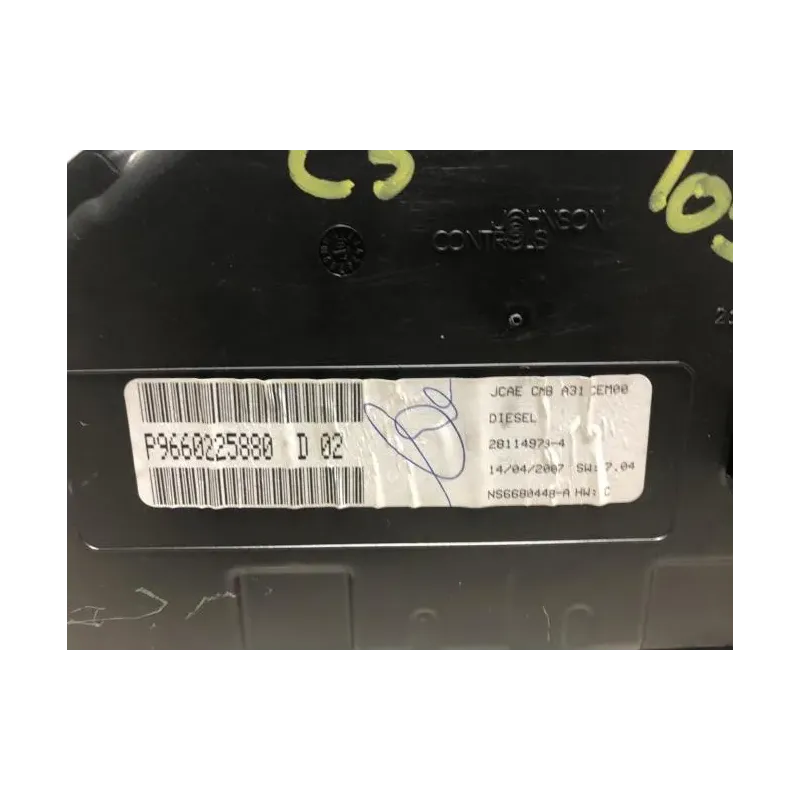 C5
JOHNSON
CONTROLS
P9660225880 D 02
JCAE CMB A31 CEM00
DIESEL
28114973-4
14/04/2007 SW: 7.04
NS6680448-A HW: C